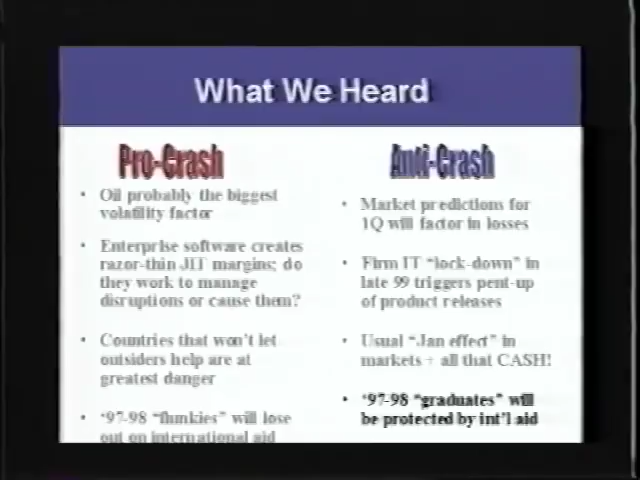 What We Heard
Pro-Crash
• Oil probably the biggest
volatility factor
• Enterprise software creates
razor-thin JIT margins; do
they work to manage
disruptions or cause them?
• Countries that won't let
outsiders help are at
greatest danger
• '97-98 "flunkies" will lose
out on international aid
Anti-Crash
• Market predictions for
1Q will factor in losses
• Firm IT "lock-down" in
late 99 triggers pent-up
of product releases
• Usual "Jan effect" in
markets + all that CASH!
• '97-98 "graduates" will
be protected by int'l aid